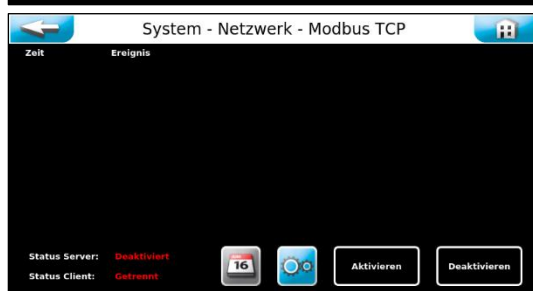 System - Netzwerk - Modbus TCP
Zeit Ereignis
Status Server: Deaktiviert
16
Aktivieren Deaktivieren
Status Client: Getrennt